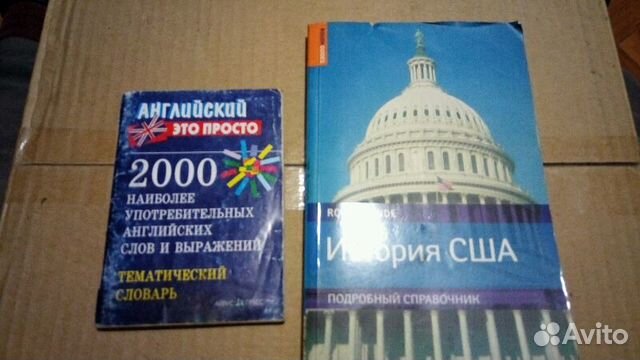 АНГЛИЙСКИЙ
ЭТО ПРОСТО
2000
НАИБОЛЕЕ
УПОТРЕБИТЕЛЬНЫХ
АНГЛИЙСКИХ
СЛОВ И ВЫРАЖЕНИЙ
ТЕМАТИЧЕСКИЙ
СЛОВАРЬ
История США
ПОДРОБНЫЙ СПРАВОЧНИК
Avito